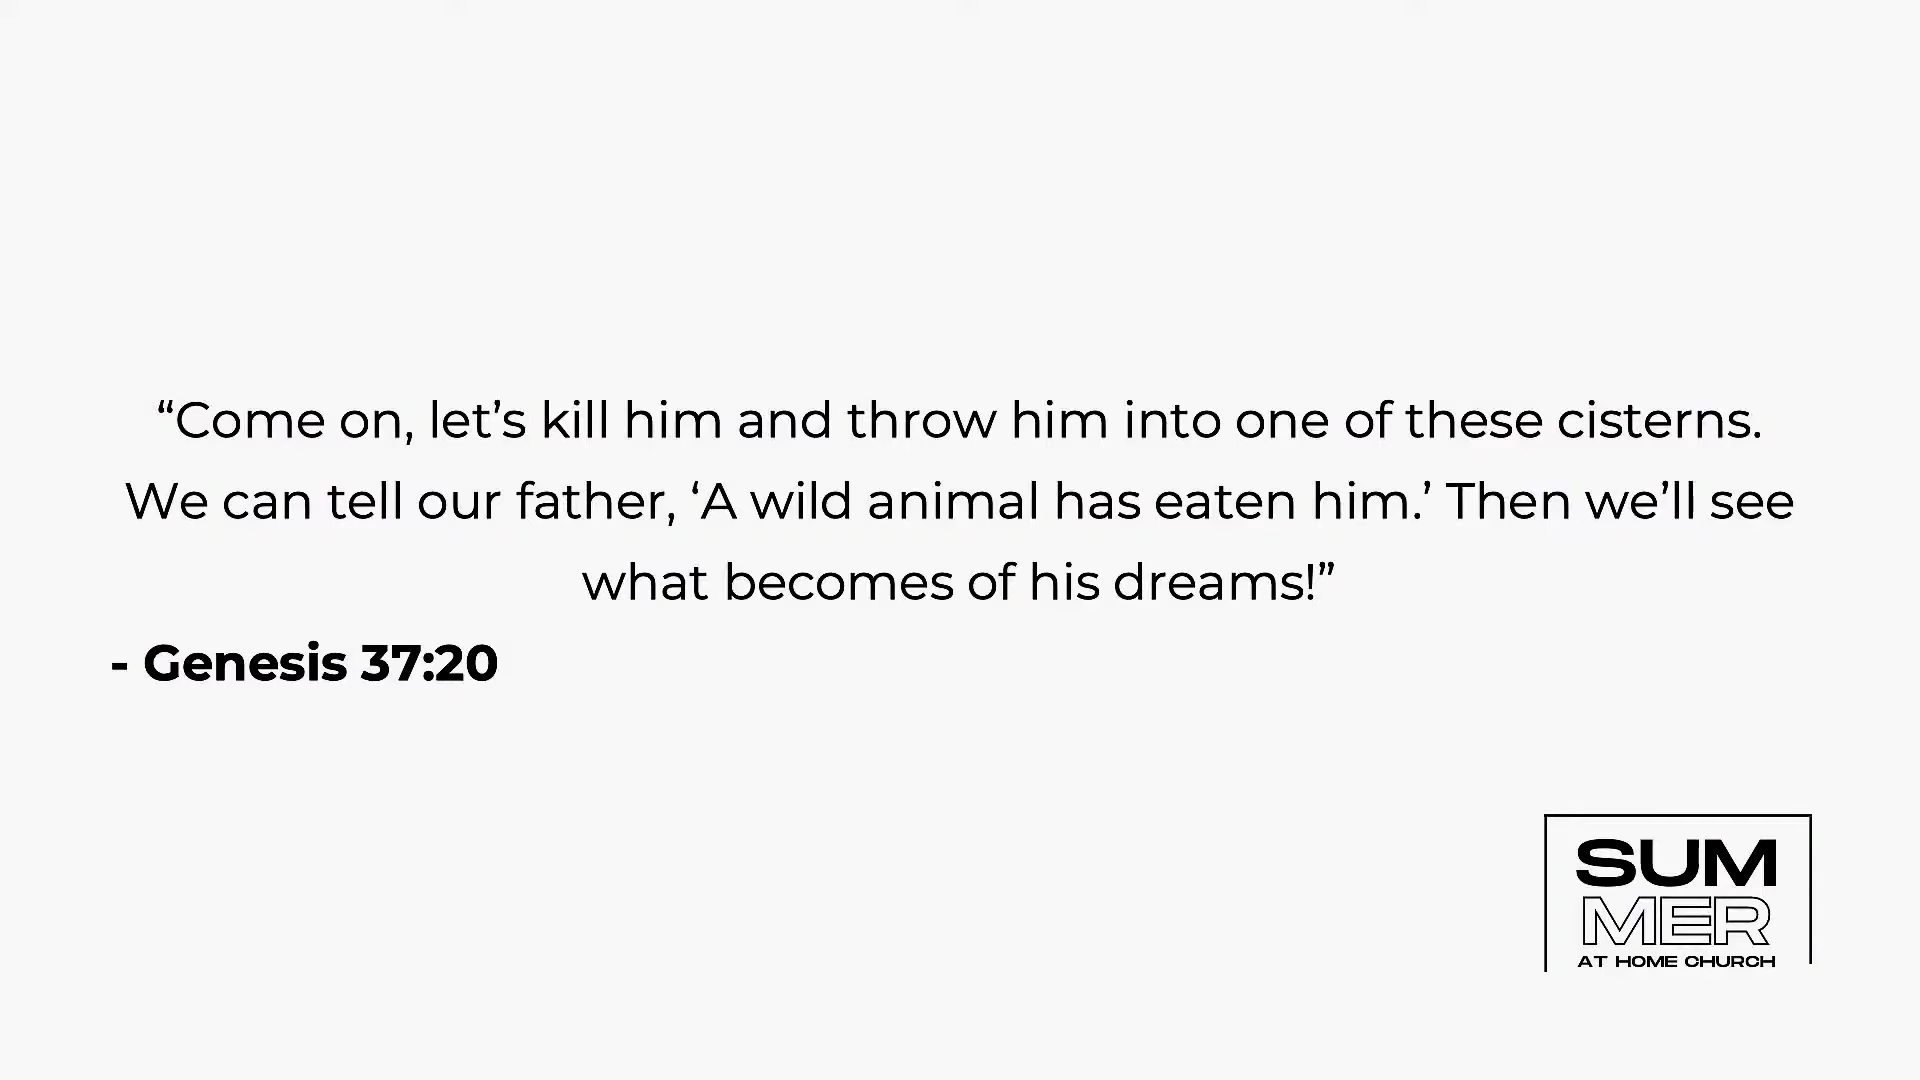 “Come on, let’s kill him and throw him into one of these cisterns.
We can tell our father, ‘A wild animal has eaten him.’ Then we’ll see
what becomes of his dreams!”
- Genesis 37:20
SUM
MER
AT HOME CHURCH